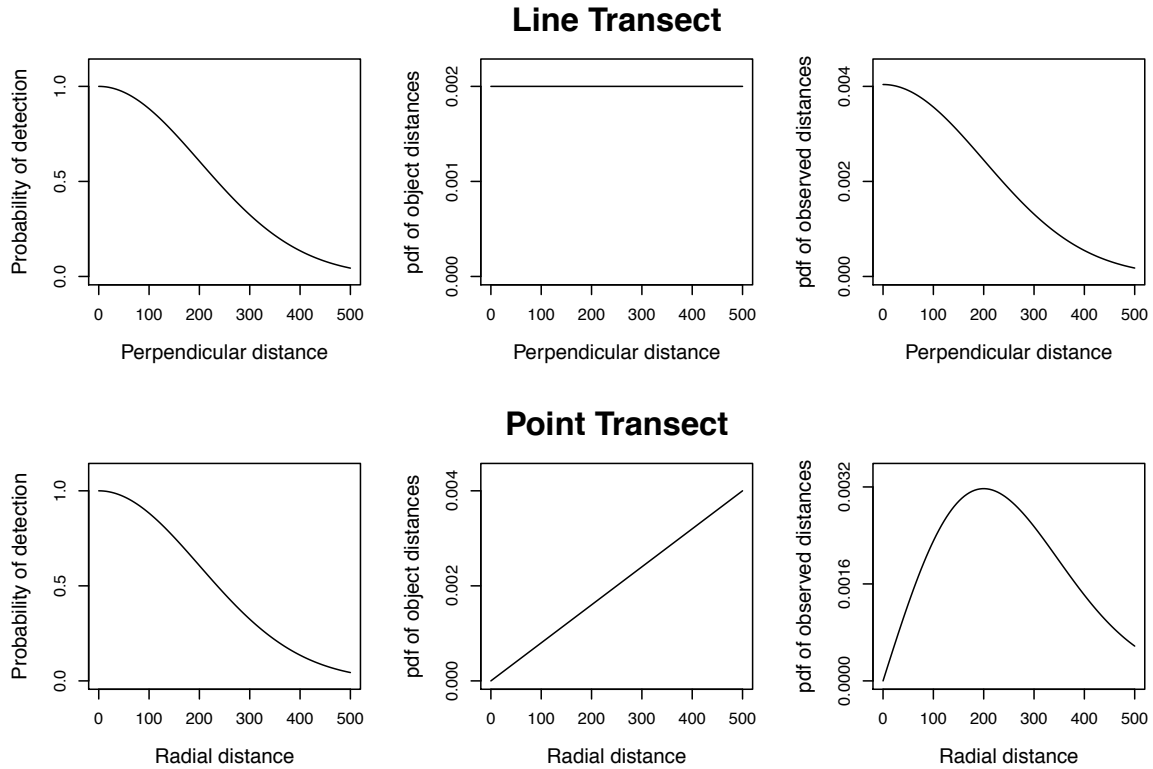 Line Transect
Probability of detection
0.0 0.5 1.0
0 100 200 300 400 500
Perpendicular distance
pdf of object distances
0.000 0.001 0.002
0 100 200 300 400 500
Perpendicular distance
pdf of observed distances
0.000 0.002 0.004
0 100 200 300 400 500
Perpendicular distance
Point Transect
Probability of detection
0.0 0.5 1.0
0 100 200 300 400 500
Radial distance
pdf of object distances
0.000 0.002 0.004
0 100 200 300 400 500
Radial distance
pdf of observed distances
0.0000 0.0016 0.0032
0 100 200 300 400 500
Radial distance